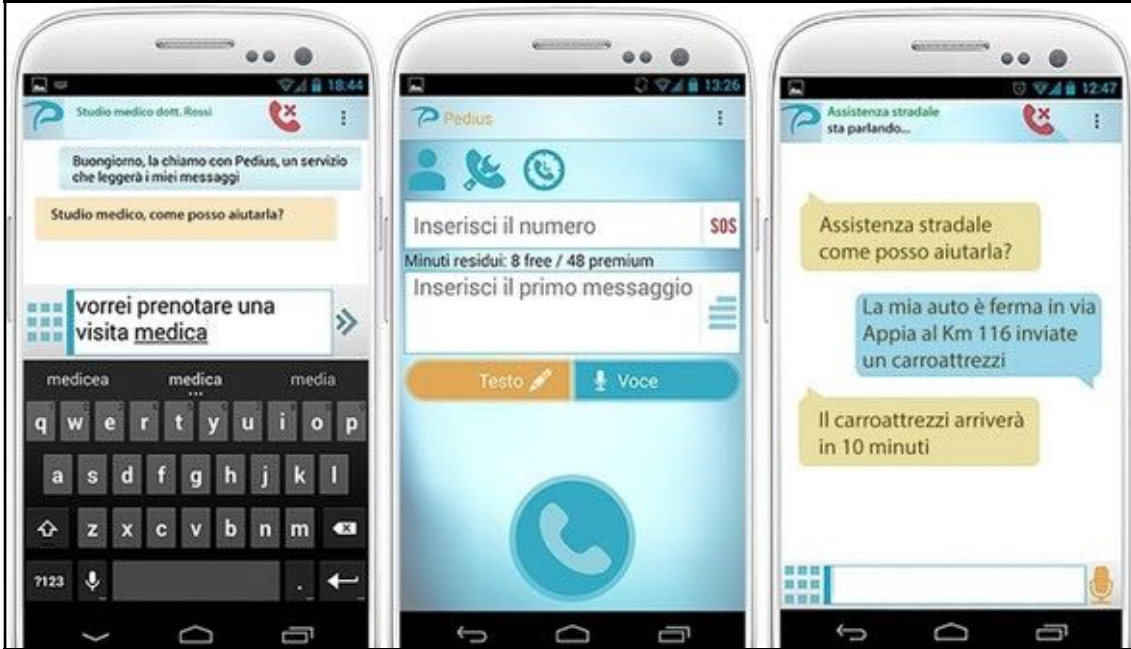 18:44
Studio medico dott. Rossi
Buongiorno, la chiamo con Pedius, un servizio
che leggerà i miei messaggi
Studio medico, come posso aiutarla?
vorrei prenotare una
visita medica
medicea medica media
q w e r t y u i o p
a s d f g h j k l
z x c v b n m
?123 .
13:26
Pedius
Inserisci il numero SOS
Minuti residui: 8 free / 48 premium
Inserisci il primo messaggio
Testo Voce
12:47
Assistenza stradale
sta parlando...
Assistenza stradale
come posso aiutarla?
La mia auto è ferma in via
Appia al Km 116 inviate
un carroattrezzi
Il carroattrezzi arriverà
in 10 minuti